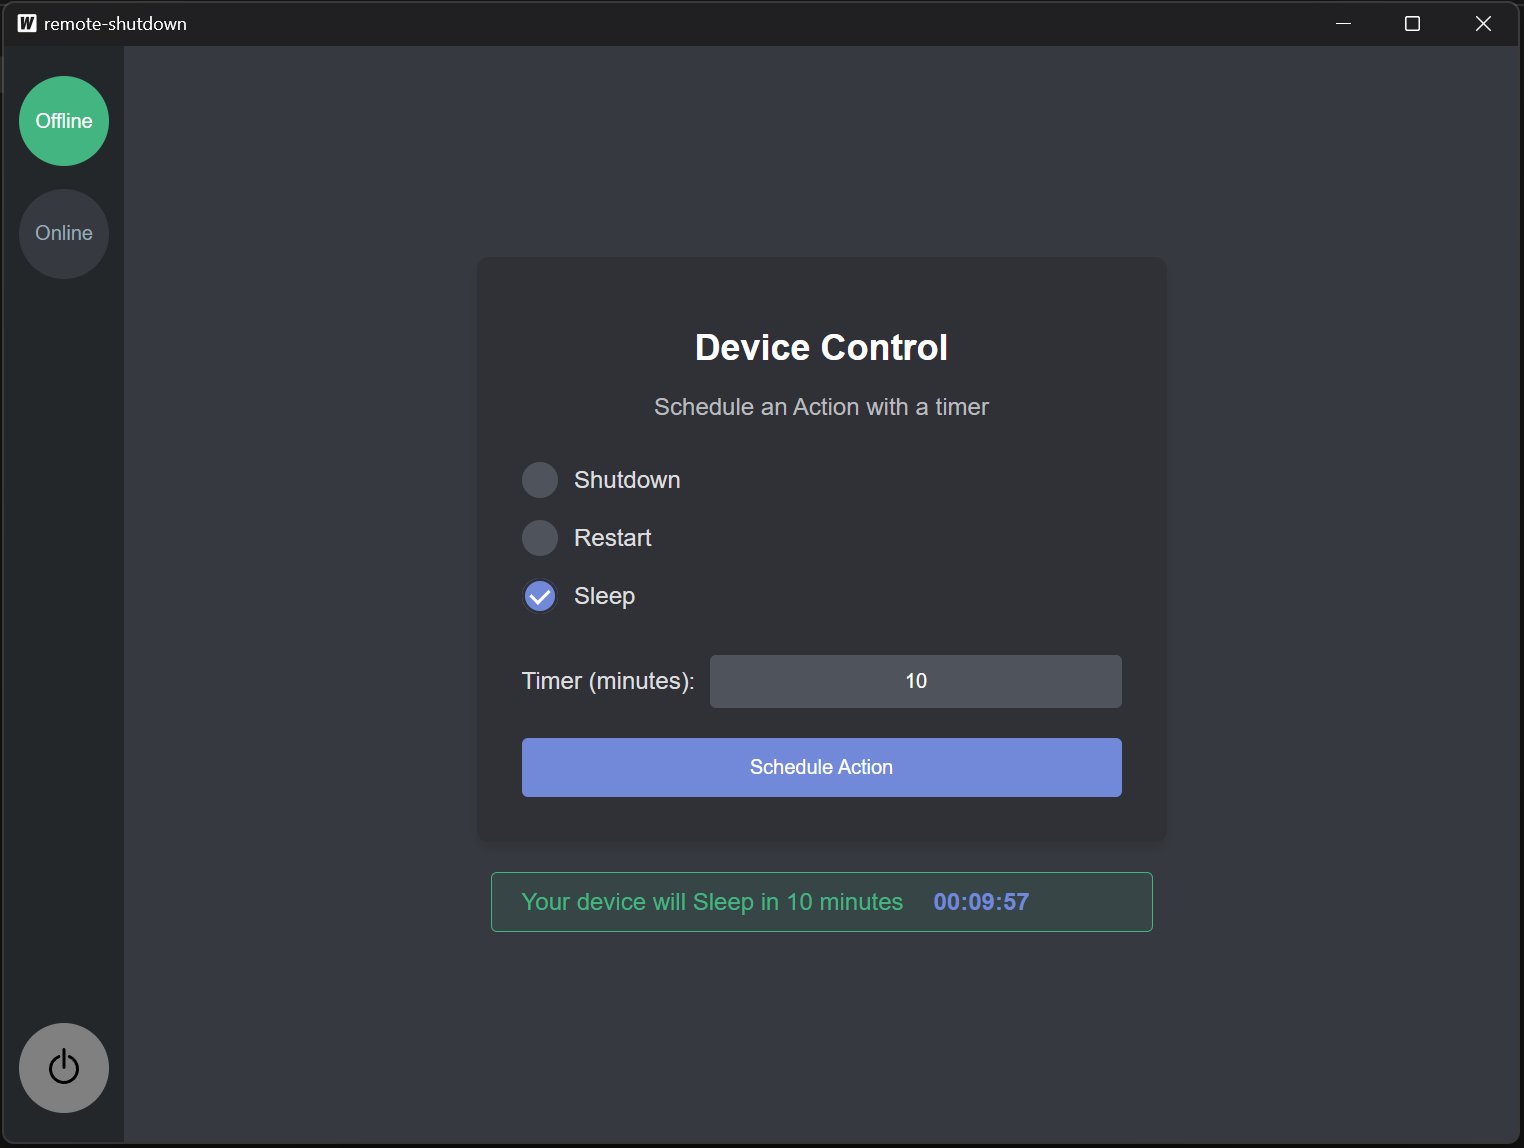 W remote-shutdown
Offline
Online
Device Control
Schedule an Action with a timer
Shutdown
Restart
Sleep
Timer (minutes): 10
Schedule Action
Your device will Sleep in 10 minutes 00:09:57